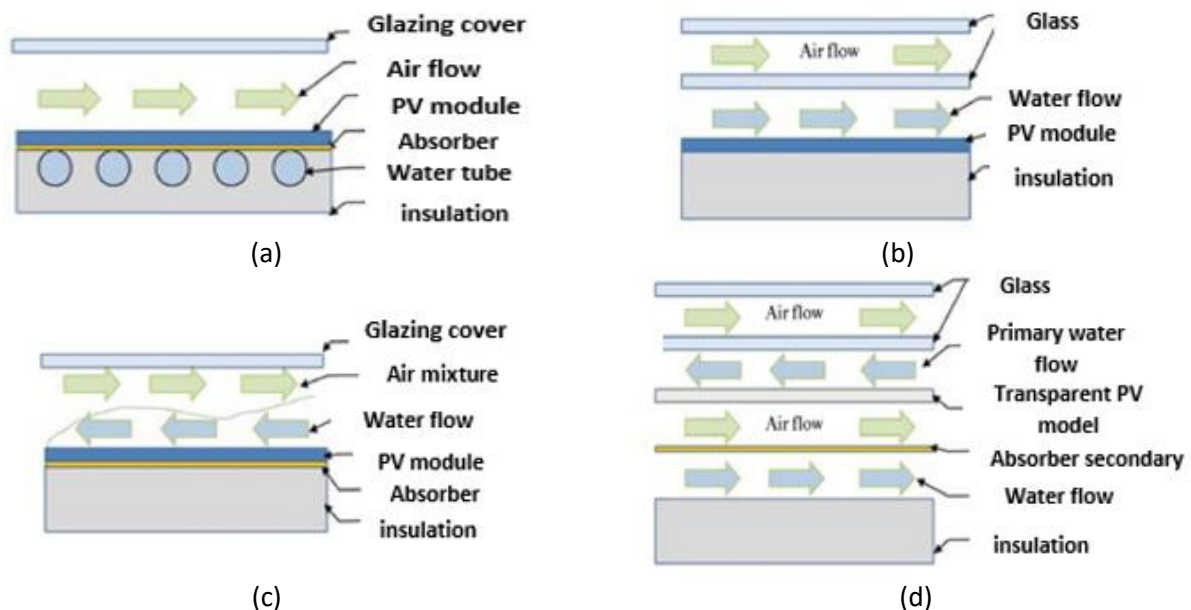 Glazing cover
Air flow
PV module
Absorber
Water tube
insulation
(a)
Glass
Air flow
Water flow
PV module
insulation
(b)
Glazing cover
Air mixture
Water flow
PV module
Absorber
insulation
(c)
Glass
Air flow
Primary water
flow
Transparent PV
model
Air flow
Absorber secondary
Water flow
insulation
(d)